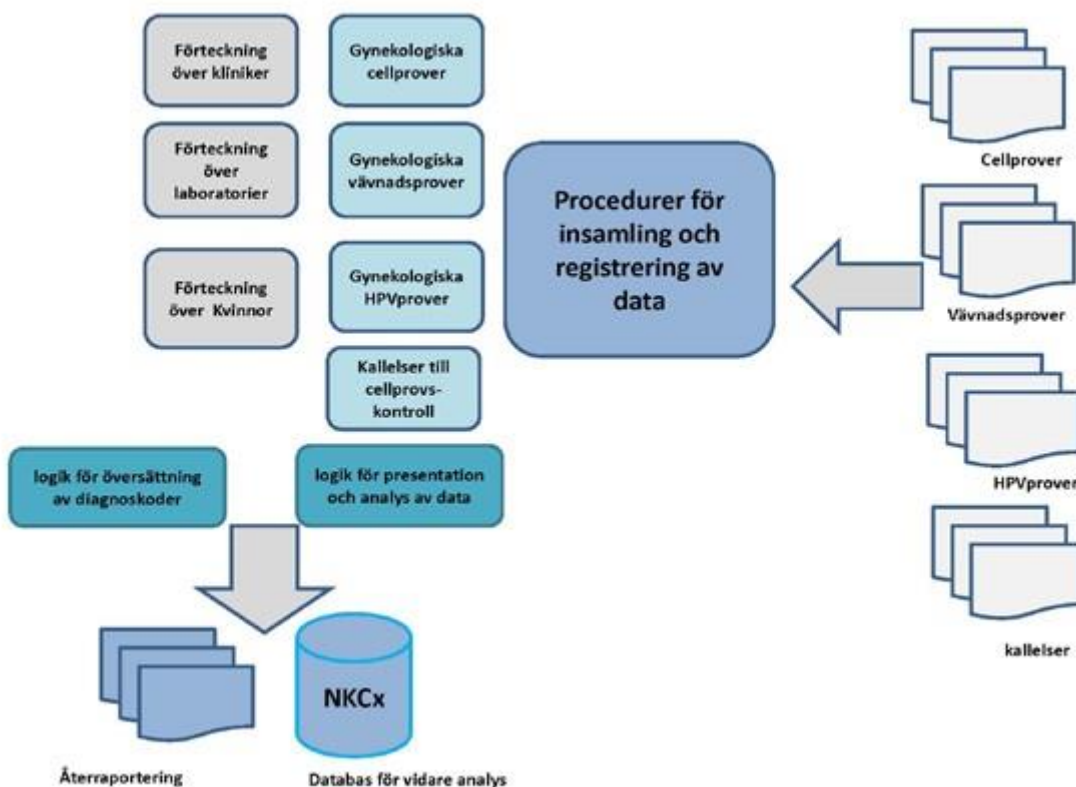 Förteckning
över kliniker
Gynekologiska
cellprover
Förteckning
över
laboratorier
Gynekologiska
vävnadsprover
Förteckning
över Kvinnor
Gynekologiska
HPVprover
Kallelser till
cellprovs-
kontroll
logik för översättning
av diagnoskoder
logik för presentation
och analys av data
Procedurer för
insamling och
registrering av
data
Cellprover
Vävnadsprover
HPVprover
kallelser
NKCx
Återraportering
Databas för vidare analys